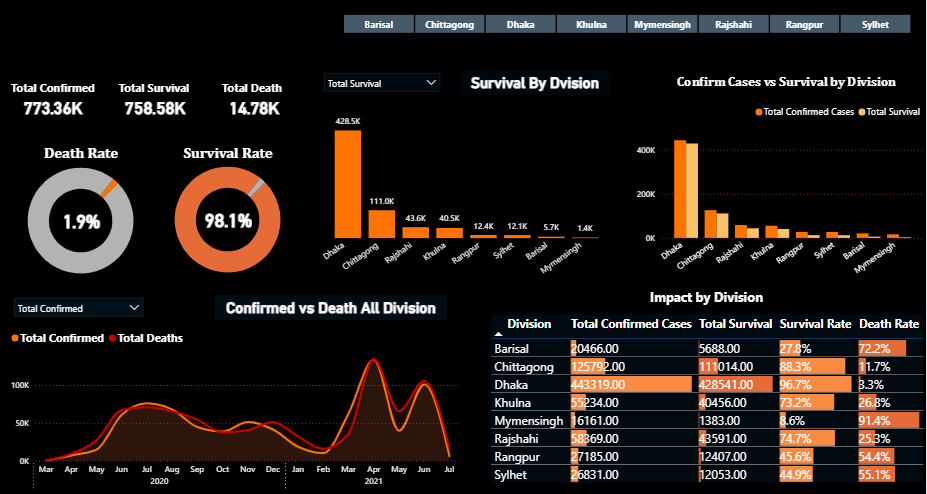 Barisal Chittagong Dhaka Khulna Mymensingh Rajshahi Rangpur Sylhet
Total Confirmed Total Survival Total Death
773.36K 758.58K 14.78K
Death Rate Survival Rate
1.9% 98.1%
Total Survival
Survival By Division
428.5K
111.0K
43.6K
40.5K
12.4K
12.1K
5.7K
1.4K
Dhaka Chittagong Rajshahi Khulna Rangpur Sylhet Barisal Mymensingh
Confirm Cases vs Survival by Division
Total Confirmed Cases Total Survival
400K
200K
0K
Dhaka Chittagong Rajshahi Khulna Rangpur Sylhet Barisal Mymensingh
Total Confirmed
Confirmed vs Death All Division
Total Confirmed Total Deaths
100K
50K
0K
Mar Apr May Jun Jul Aug Sep Oct Nov Dec Jan Feb Mar Apr May Jun Jul
2020 2021
Impact by Division
Division Total Confirmed Cases Total Survival Survival Rate Death Rate
Barisal 20466.00 5688.00 27.8% 72.2%
Chittagong 125792.00 111014.00 88.3% 11.7%
Dhaka 443319.00 428541.00 96.7% 3.3%
Khulna 55234.00 40456.00 73.2% 26.8%
Mymensingh 16161.00 1383.00 8.6% 91.4%
Rajshahi 58369.00 43591.00 74.7% 25.3%
Rangpur 27185.00 12407.00 45.6% 54.4%
Sylhet 26831.00 12053.00 44.9% 55.1%